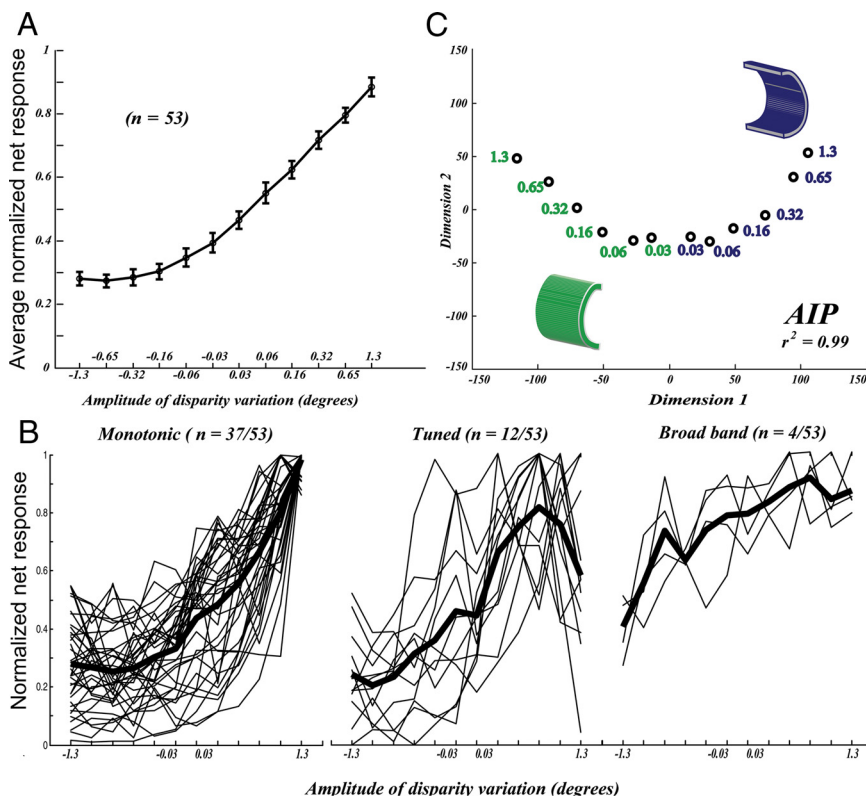 A
Average normalized net response
1
0.8
0.6
0.4
0.2
0
(n = 53)
-0.65 -0.16 -0.03 0.06 0.32 1.3
-1.3 -0.32 -0.06 0.03 0.16 0.65
Amplitude of disparity variation (degrees)
C
Dimension 2
150
100
50
0
-50
-100
-150
1.3
0.65
0.32
0.16
0.06
0.03
0.03
0.06
0.16
0.32
0.65
1.3
AIP
r² = 0.99
-150 -100 -50 0 50 100 150
Dimension 1
B
Normalized net response
Monotonic ( n = 37/53)
Tuned (n = 12/53)
Broad band (n = 4/53)
1
0.8
0.6
0.4
0.2
0
-1.3 -0.03 0.03 1.3
-1.3 -0.03 0.03 1.3
-1.3 -0.03 0.03 1.3
Amplitude of disparity variation (degrees)